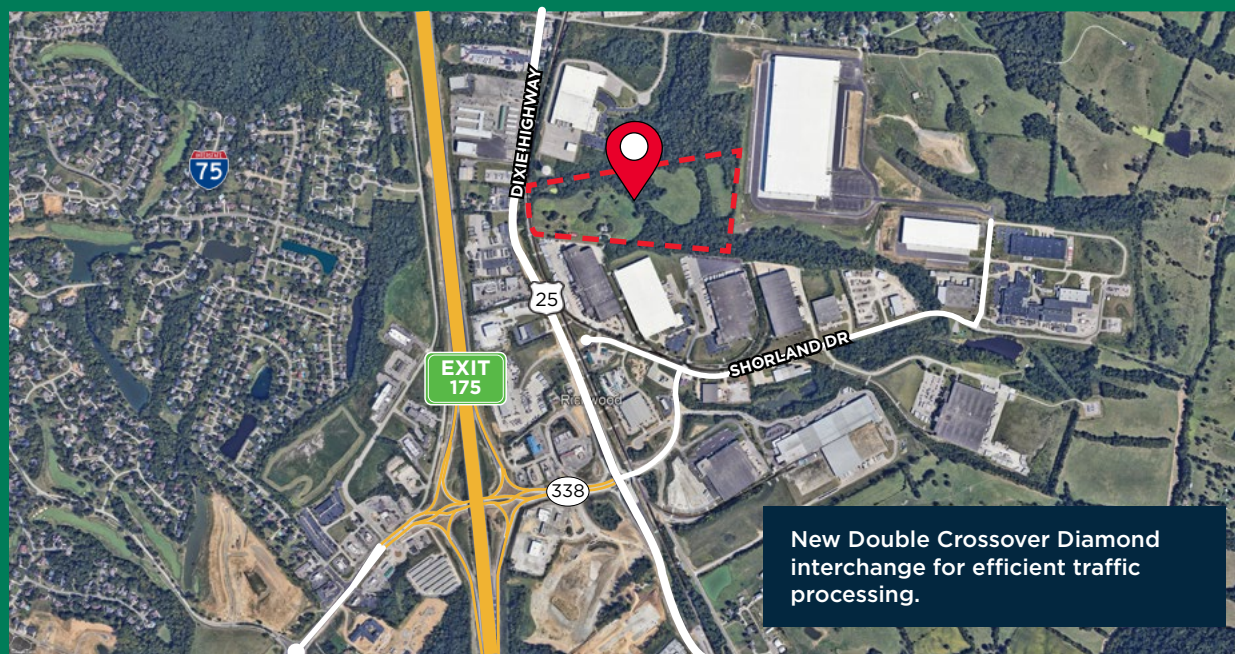 DIXIE HIGHWAY
INTERSTATE
75
25
EXIT
175
SHORLAND DR
Richwood
338
New Double Crossover Diamond
interchange for efficient traffic
processing.